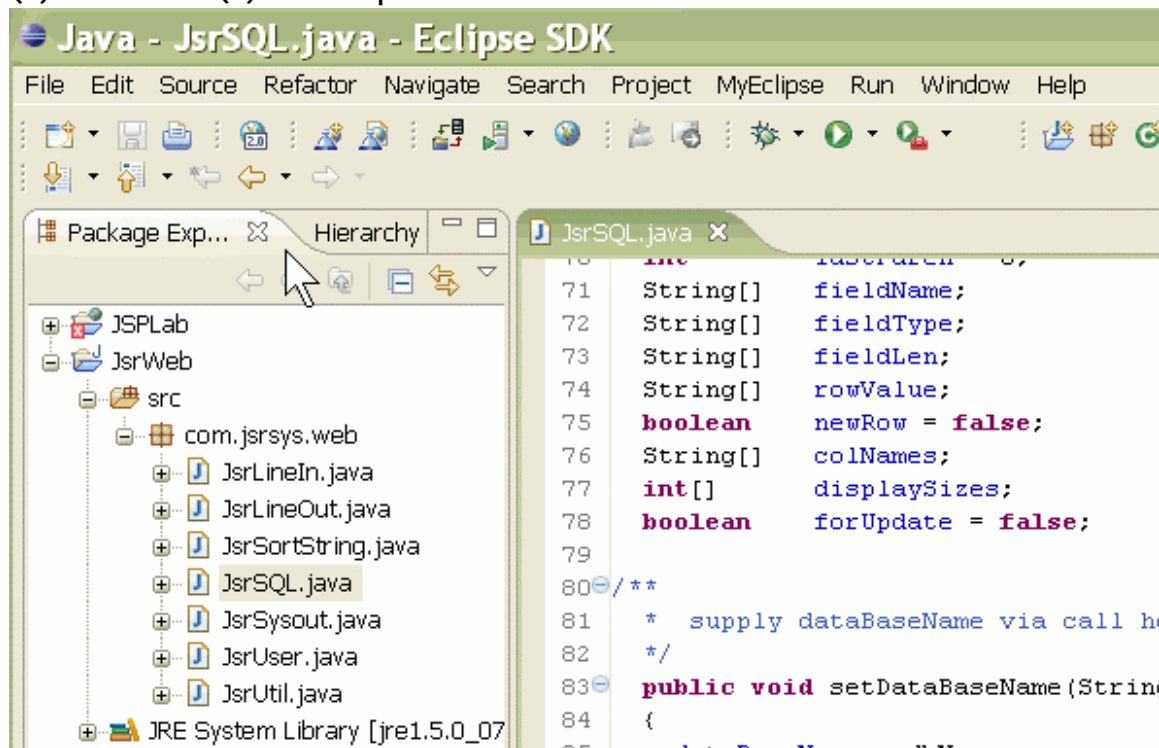 Java - JsrSQL.java - Eclipse SDK
File Edit Source Refactor Navigate Search Project MyEclipse Run Window Help
2.0
Package Exp... Hierarchy
JSPLab
JsrWeb
src
com.jsrsys.web
JsrLineIn.java
JsrLineOut.java
JsrSortString.java
JsrSQL.java
JsrSysout.java
JsrUser.java
JsrUtil.java
JRE System Library [jre1.5.0_07
JsrSQL.java
71 String[] fieldName;
72 String[] fieldType;
73 String[] fieldLen;
74 String[] rowValue;
75 boolean newRow = false;
76 String[] colNames;
77 int[] displaySizes;
78 boolean forUpdate = false;
79
80 /**
81 * supply dataBaseName via call
82 */
83 public void setDataBaseName(String
84 {